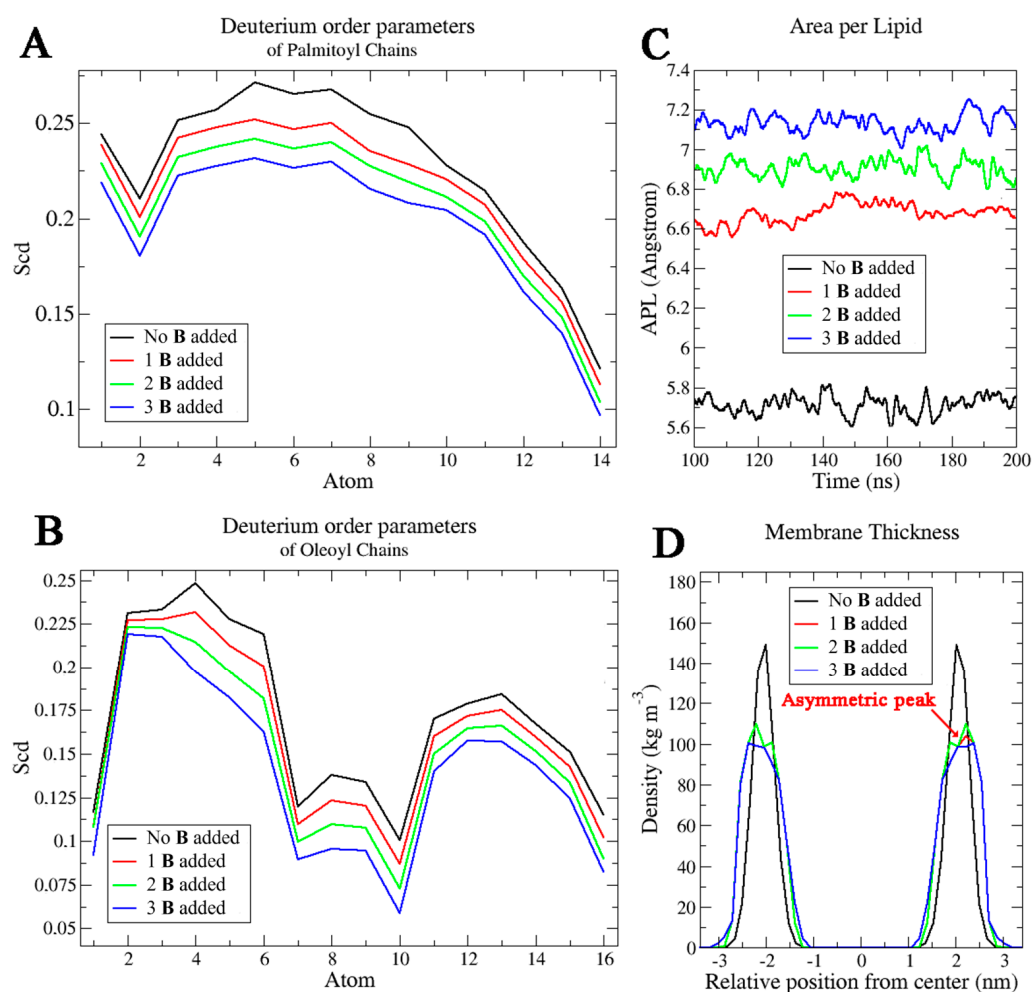 A
Deuterium order parameters
of Palmitoyl Chains
Scd
0.25
0.2
0.15
0.1
No B added
1 B added
2 B added
3 B added
2 4 6 8 10 12 14
Atom
C
Area per Lipid
APL (Angstrom)
7.4
7.2
7
6.8
6.6
6.4
6.2
6
5.8
5.6
No B added
1 B added
2 B added
3 B added
100 120 140 160 180 200
Time (ns)
B
Deuterium order parameters
of Oleoyl Chains
Scd
0.25
0.225
0.2
0.175
0.15
0.125
0.1
0.075
0.05
No B added
1 B added
2 B added
3 B added
2 4 6 8 10 12 14 16
Atom
D
Membrane Thickness
Density (kg m-3)
180
160
140
120
100
80
60
40
20
0
No B added
1 B added
2 B added
3 B added
Asymmetric peak
-3 -2 -1 0 1 2 3
Relative position from center (nm)